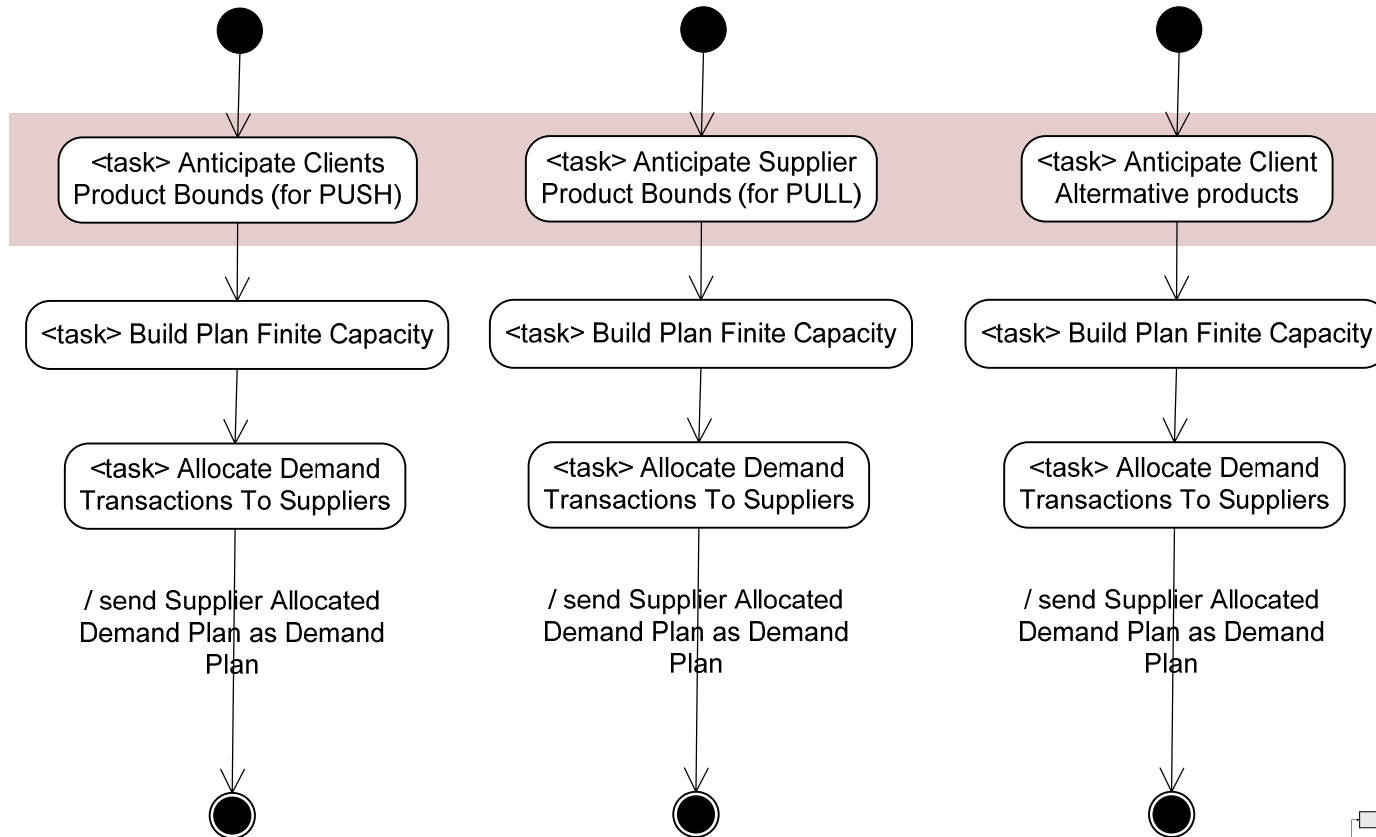 <task> Anticipate Clients
Product Bounds (for PUSH)
<task> Build Plan Finite Capacity
<task> Allocate Demand
Transactions To Suppliers
/ send Supplier Allocated
Demand Plan as Demand
Plan
<task> Anticipate Supplier
Product Bounds (for PULL)
<task> Build Plan Finite Capacity
<task> Allocate Demand
Transactions To Suppliers
/ send Supplier Allocated
Demand Plan as Demand
Plan
<task> Anticipate Client
Altermative products
<task> Build Plan Finite Capacity
<task> Allocate Demand
Transactions To Suppliers
/ send Supplier Allocated
Demand Plan as Demand
Plan